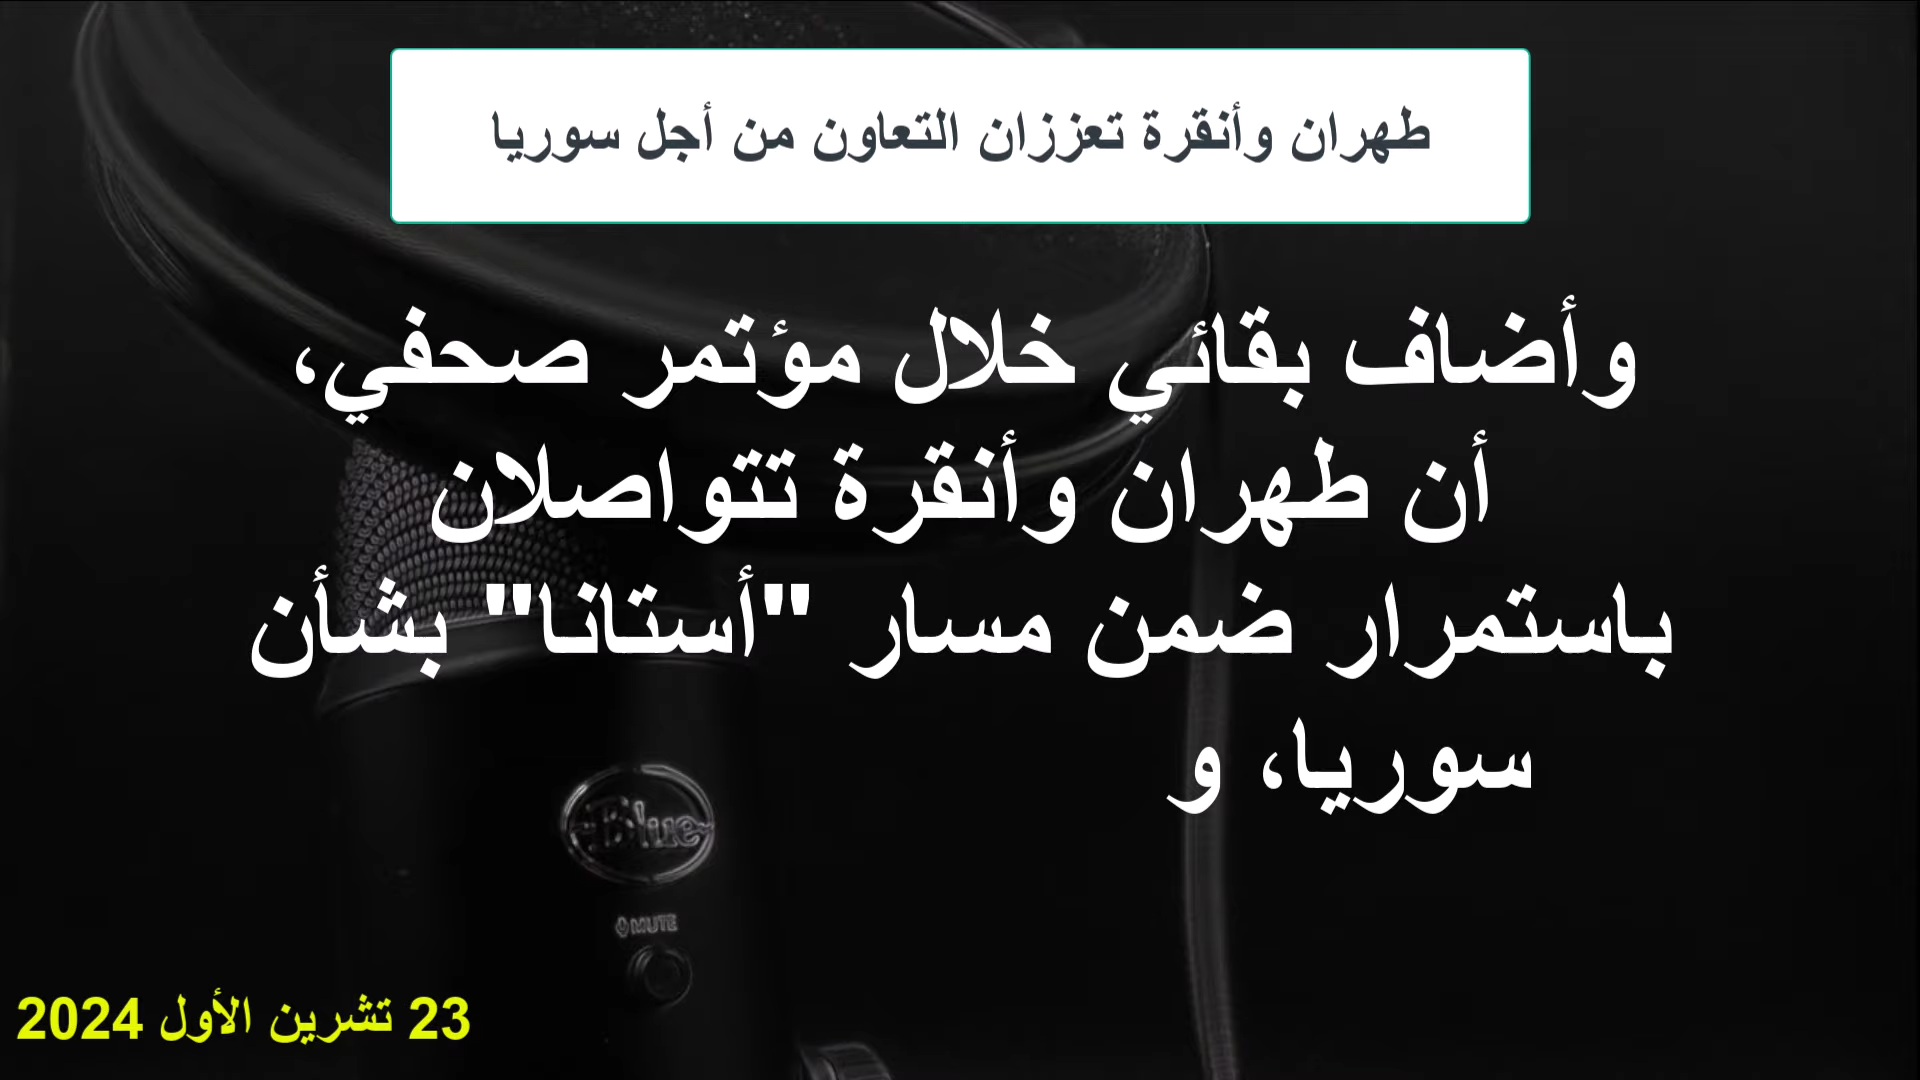 طهران وأنقرة تعززان التعاون من أجل سوريا
وأضاف بقائي خلال مؤتمر صحفي،
أن طهران وأنقرة تتواصلان
باستمرار ضمن مسار "أستانا" بشأن
سوريا، و
Blue
MUTE
23 تشرين الأول 2024